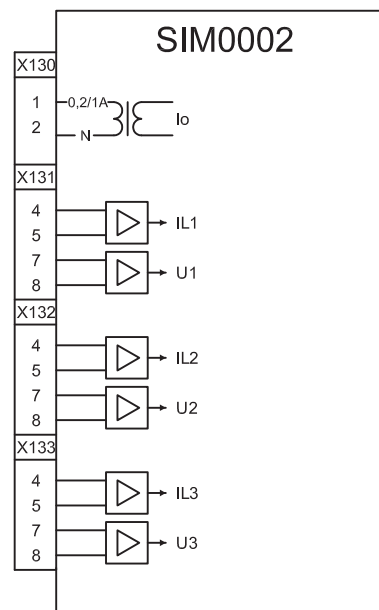 SIM0002
X130
1 0,2/1A
2 N Io
X131
4
5 IL1
7
8 U1
X132
4
5 IL2
7
8 U2
X133
4
5 IL3
7
8 U3